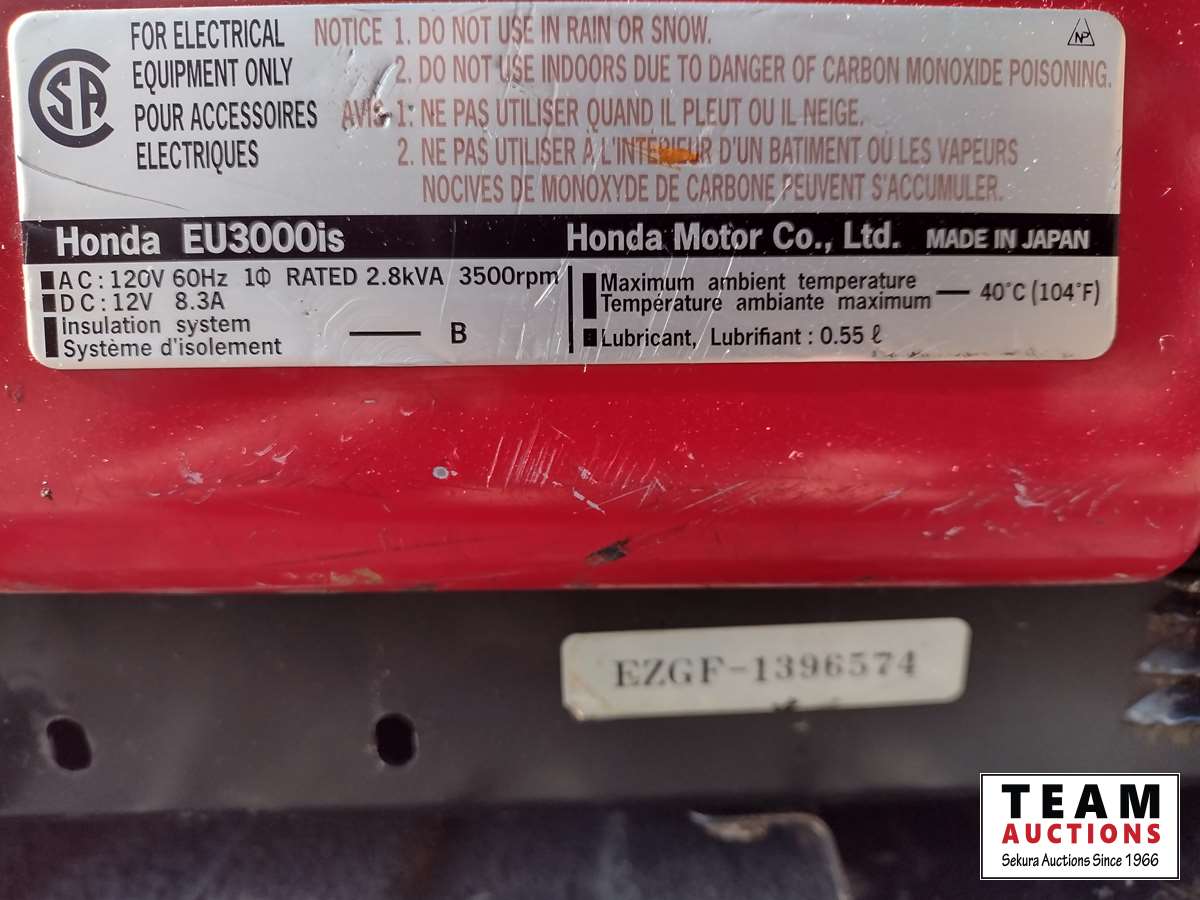 FOR ELECTRICAL
EQUIPMENT ONLY
POUR ACCESSOIRES
ELECTRIQUES
NOTICE 1. DO NOT USE IN RAIN OR SNOW.
2. DO NOT USE INDOORS DUE TO DANGER OF CARBON MONOXIDE POISONING.
AVIS 1: NE PAS UTILISER QUAND IL PLEUT OU IL NEIGE.
2. NE PAS UTILISER À L'INTERIEUR D'UN BATIMENT OU LES VAPEURS
NOCIVES DE MONOXYDE DE CARBONE PEUVENT S'ACCUMULER.
SA
NP
Honda EU3000is
Honda Motor Co., Ltd. MADE IN JAPAN
AC : 120V 60Hz 1Φ RATED 2.8kVA 3500rpm
DC : 12V 8.3A
Insulation system
Système d'isolement — B
Maximum ambient temperature
Température ambiante maximum — 40°C (104°F)
Lubricant, Lubrifiant : 0.55 ℓ
EZGF-1396574
TEAM
AUCTIONS
Sekura Auctions Since 1966